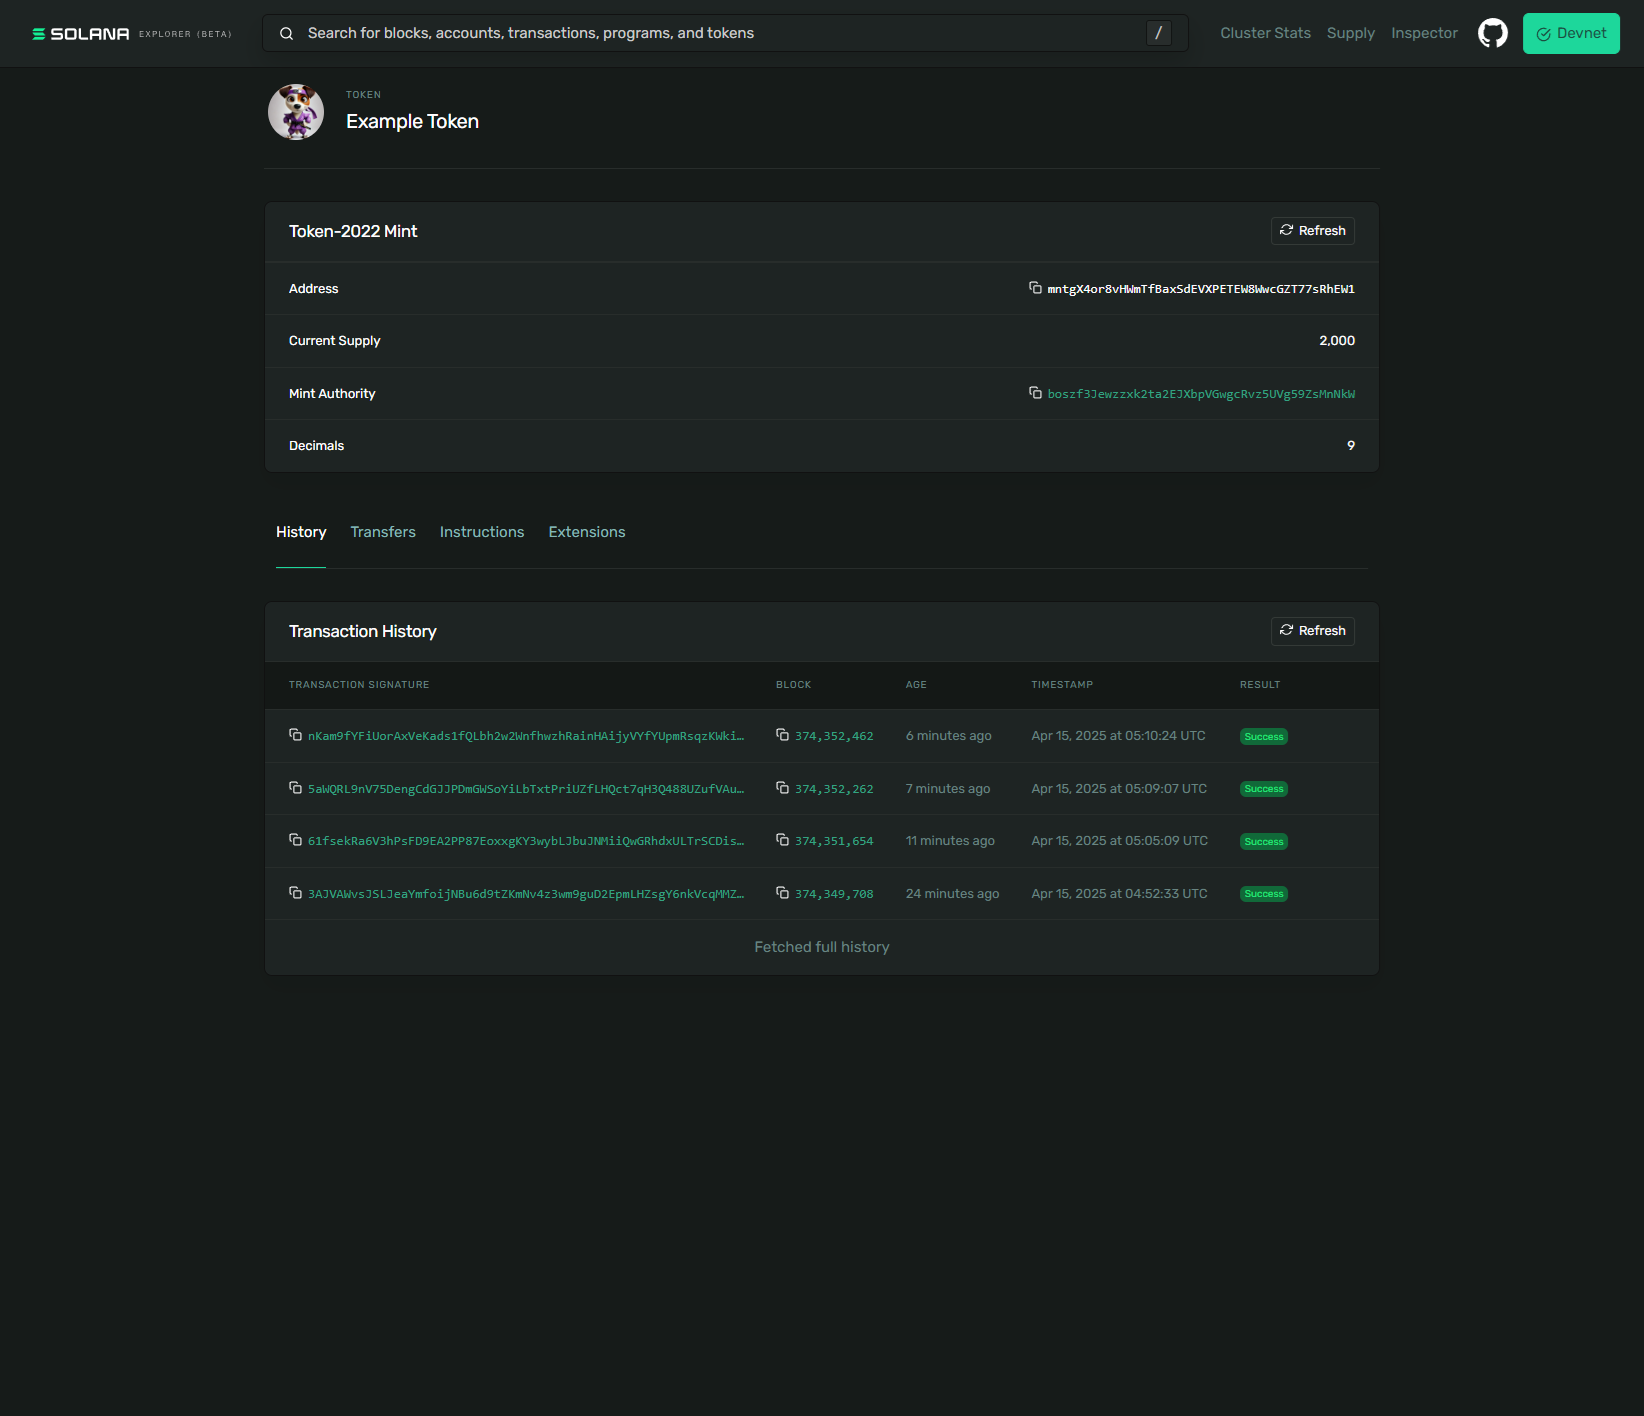 SOLANA EXPLORER (BETA)
Search for blocks, accounts, transactions, programs, and tokens
/
Cluster Stats
Supply
Inspector
Devnet
TOKEN
Example Token
Token-2022 Mint
Refresh
Address mntgX4or8vHWmTfBaxSdEVXPETEW8WwcGZT77sRhEW1
Current Supply 2,000
Mint Authority boszf3Jewzzxk2ta2EJXbpVGwgcRvz5UVg59ZsMnNkW
Decimals 9
History Transfers Instructions Extensions
Transaction History
Refresh
TRANSACTION SIGNATURE BLOCK AGE TIMESTAMP RESULT
nKam9fYFiUorAxVeKads1fQLbh2w2WnfhwzhRainHAijyVYfYUpmRsqzKWki… 374,352,462 6 minutes ago Apr 15, 2025 at 05:10:24 UTC Success
5aWQRL9nV75DengCdGJJPDmGWSoYiLbTxtPriUZfLHQct7qH3Q488UZufVAu… 374,352,262 7 minutes ago Apr 15, 2025 at 05:09:07 UTC Success
61fsekRa6V3hPsFD9EA2PP87EoxxgKY3wybLJbuJNMiiQwGRhdxULTrSCDis… 374,351,654 11 minutes ago Apr 15, 2025 at 05:05:09 UTC Success
3AJVAWvsJSLJeaYmfoijNBu6d9tZKmNv4z3wm9guD2EpmLHZsgY6nkVcqMMZ… 374,349,708 24 minutes ago Apr 15, 2025 at 04:52:33 UTC Success
Fetched full history